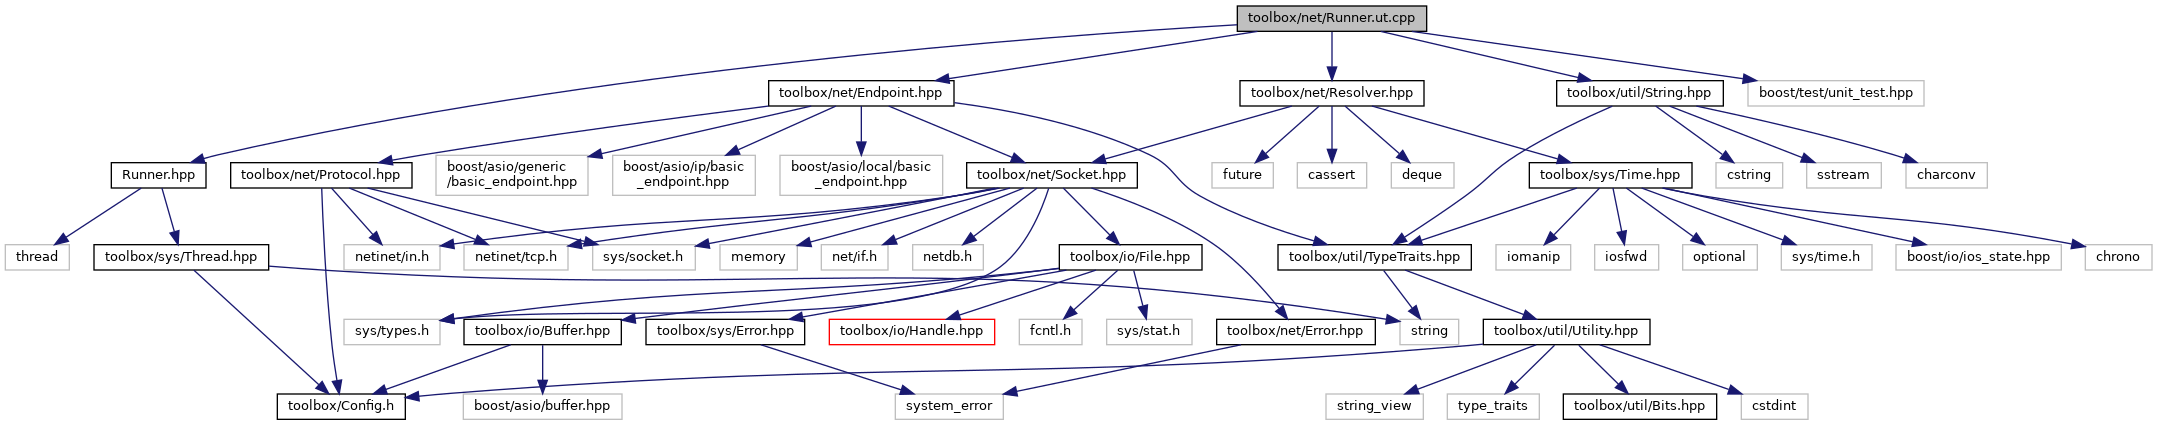 toolbox/net/Runner.ut.cpp
toolbox/net/Endpoint.hpp
toolbox/net/Resolver.hpp
toolbox/util/String.hpp
boost/test/unit_test.hpp
Runner.hpp
toolbox/net/Protocol.hpp
boost/asio/generic
/basic_endpoint.hpp
boost/asio/ip/basic
_endpoint.hpp
boost/asio/local/basic
_endpoint.hpp
toolbox/net/Socket.hpp
future
cassert
deque
toolbox/sys/Time.hpp
cstring
sstream
charconv
thread
toolbox/sys/Thread.hpp
netinet/in.h
netinet/tcp.h
sys/socket.h
memory
net/if.h
netdb.h
toolbox/io/File.hpp
toolbox/util/TypeTraits.hpp
iomanip
iosfwd
optional
sys/time.h
boost/io/ios_state.hpp
chrono
sys/types.h
toolbox/io/Buffer.hpp
toolbox/sys/Error.hpp
toolbox/io/Handle.hpp
fcntl.h
sys/stat.h
toolbox/net/Error.hpp
string
toolbox/util/Utility.hpp
toolbox/Config.h
boost/asio/buffer.hpp
system_error
string_view
type_traits
toolbox/util/Bits.hpp
cstdint